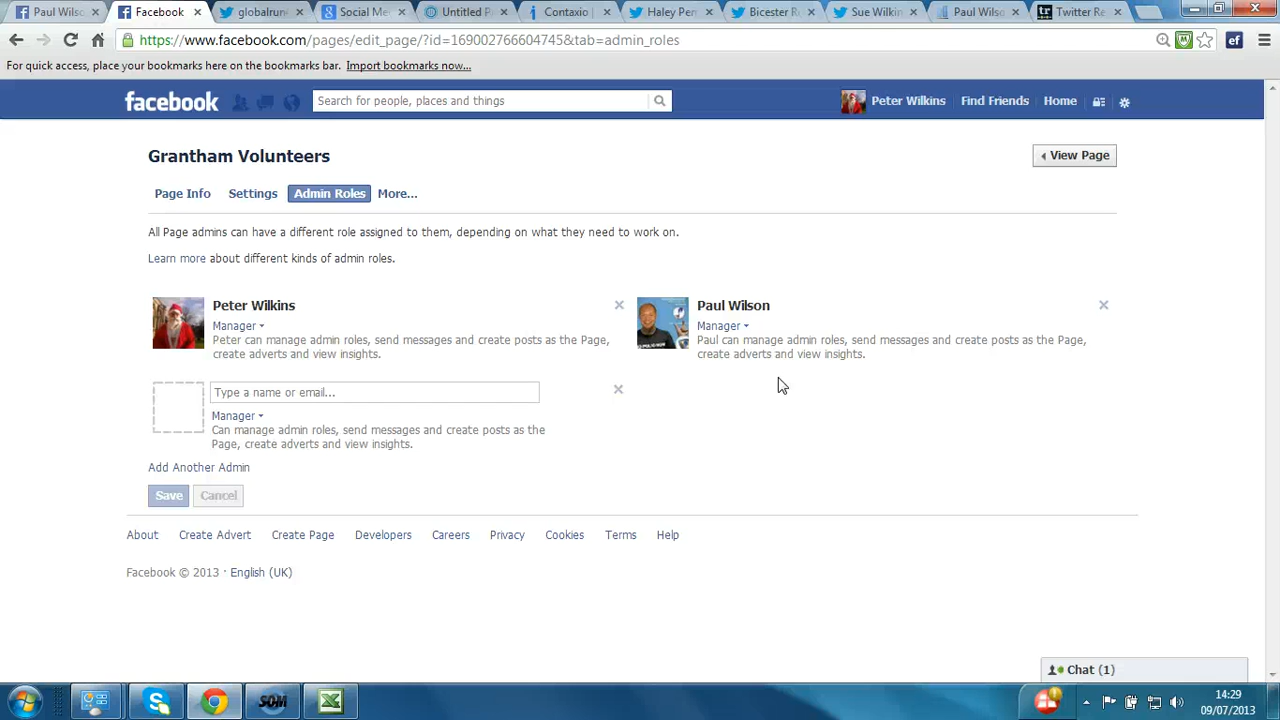 Paul Wils
Facebook
globalrun
Social Me
Untitled P
Contaxio
Haley Per
Bicester R
Sue Wilkin
Paul Wilso
Twitter Re
https://www.facebook.com/pages/edit_page/?id=169002766604745&tab=admin_roles
ef
For quick access, place your bookmarks here on the bookmarks bar. Import bookmarks now...
facebook
Search for people, places and things
Peter Wilkins
Find Friends
Home
Grantham Volunteers
View Page
Page Info
Settings
Admin Roles
More...
All Page admins can have a different role assigned to them, depending on what they need to work on.
Learn more about different kinds of admin roles.
Peter Wilkins
Manager
Peter can manage admin roles, send messages and create posts as the Page,
create adverts and view insights.
Paul Wilson
Manager
Paul can manage admin roles, send messages and create posts as the Page,
create adverts and view insights.
Type a name or email...
Manager
Can manage admin roles, send messages and create posts as the
Page, create adverts and view insights.
Add Another Admin
Save
Cancel
About
Create Advert
Create Page
Developers
Careers
Privacy
Cookies
Terms
Help
Facebook © 2013 · English (UK)
Chat (1)
SOM
14:29
09/07/2013